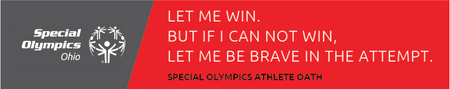 Special
Olympics
Ohio
LET ME WIN.
BUT IF I CAN NOT WIN,
LET ME BE BRAVE IN THE ATTEMPT.
SPECIAL OLYMPICS ATHLETE OATH